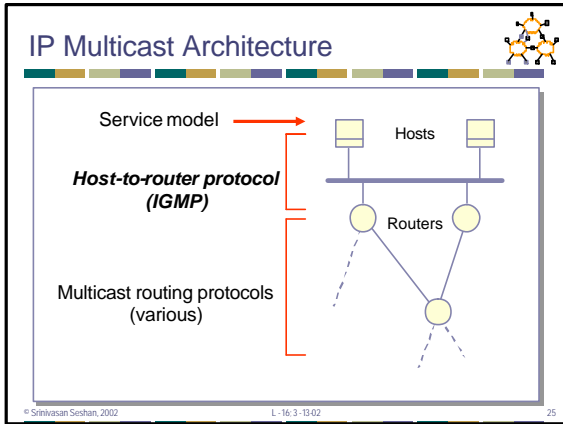 IP Multicast Architecture
Service model
Hosts
Host-to-router protocol
(IGMP)
Routers
Multicast routing protocols
(various)
© Srinivasan Seshan, 2002
L -16; 3 -13-02
25